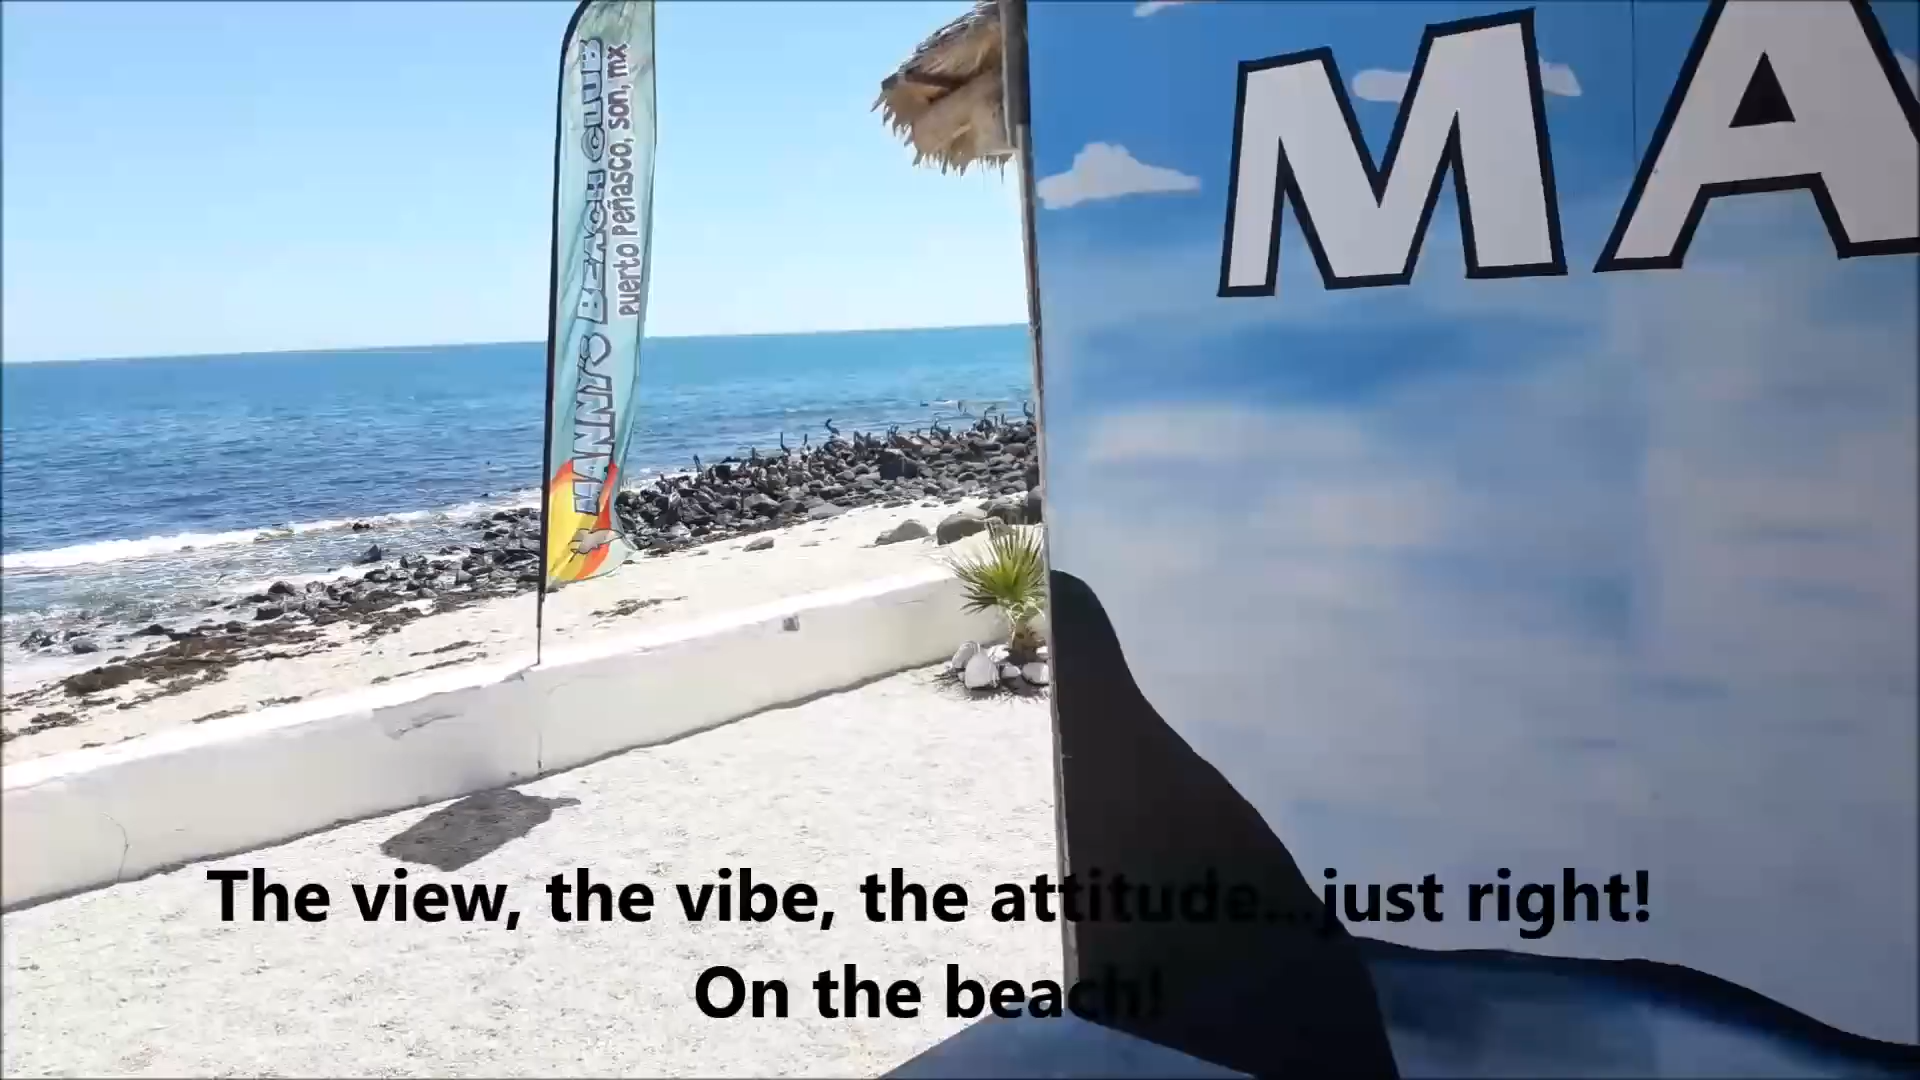 MANNY'S BEACH CLUB
Puerto Peñasco, Son, mx
MA
The view, the vibe, the attitude...just right!
On the beach!